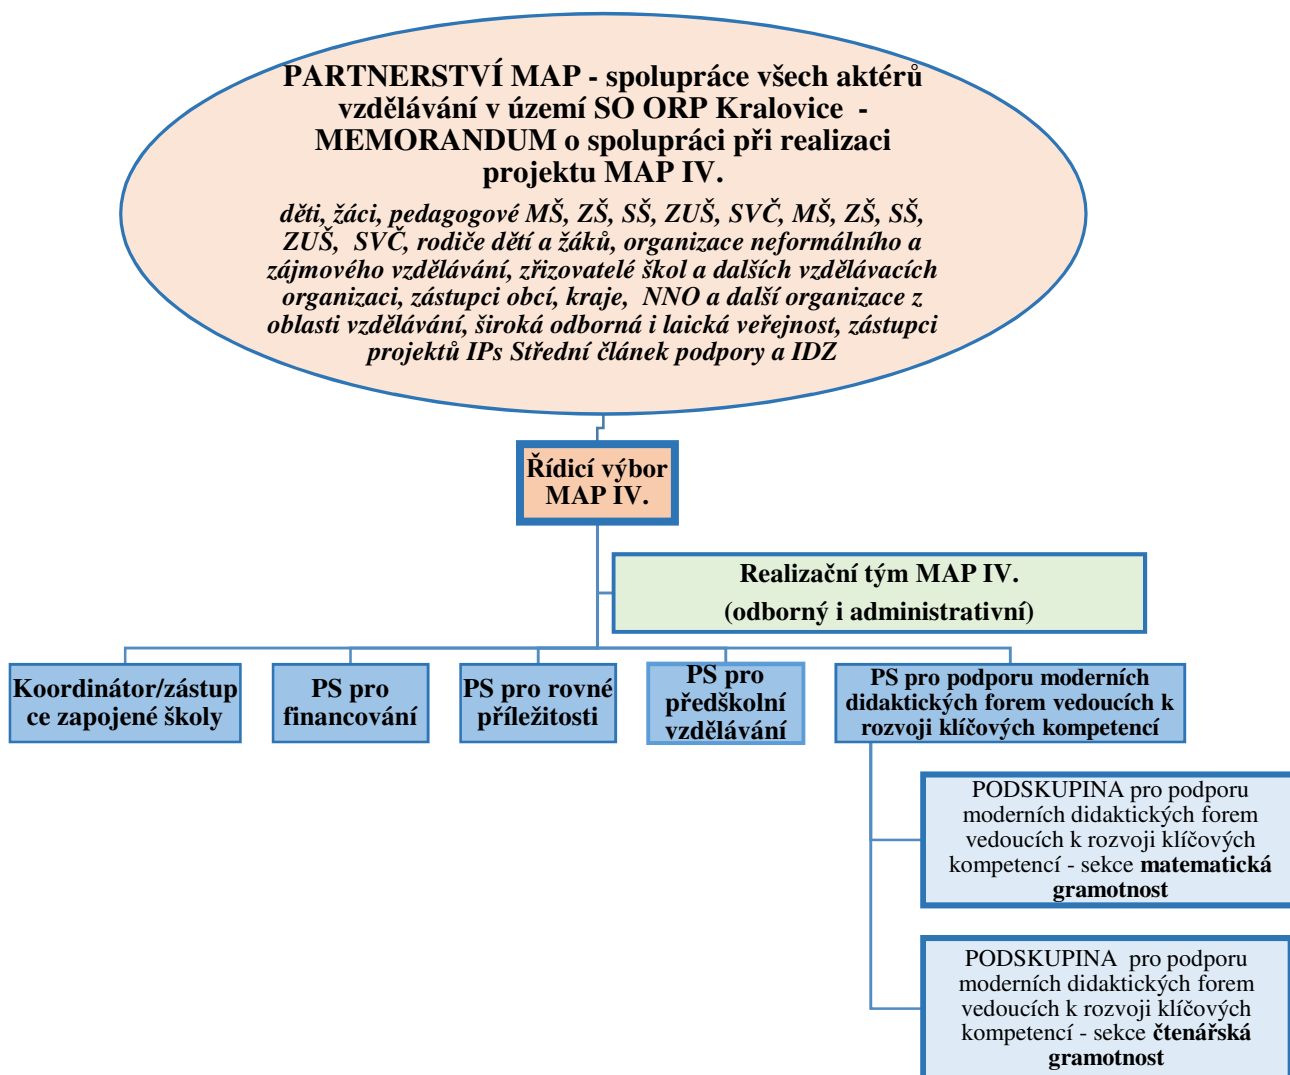 PARTNERSTVÍ MAP - spolupráce všech aktérů
vzdělávání v území SO ORP Kralovice -
MEMORANDUM o spolupráci při realizaci
projektu MAP IV.
děti, žáci, pedagogové MŠ, ZŠ, SŠ, ZUŠ, SVČ, MŠ, ZŠ, SŠ,
ZUŠ, SVČ, rodiče dětí a žáků, organizace neformálního a
zájmového vzdělávání, zřizovatelé škol a dalších vzdělávacích
organizaci, zástupci obcí, kraje, NNO a další organizace z
oblasti vzdělávání, široká odborná i laická veřejnost, zástupci
projektů IPs Střední článek podpory a IDZ
Řídicí výbor
MAP IV.
Realizační tým MAP IV.
(odborný i administrativní)
Koordinátor/zástup
ce zapojené školy
PS pro
financování
PS pro rovné
příležitosti
PS pro
předškolní
vzdělávání
PS pro podporu moderních
didaktických forem vedoucích k
rozvoji klíčových kompetencí
PODSKUPINA pro podporu
moderních didaktických forem
vedoucích k rozvoji klíčových
kompetencí - sekce matematická
gramotnost
PODSKUPINA pro podporu
moderních didaktických forem
vedoucích k rozvoji klíčových
kompetencí - sekce čtenářská
gramotnost